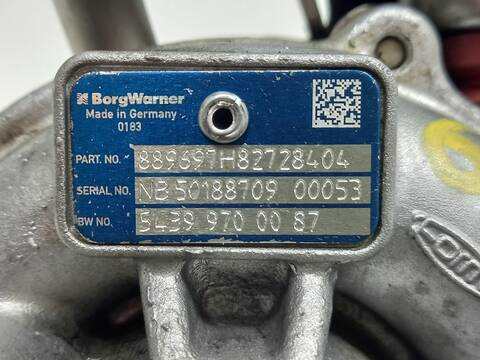 BorgWarner
Made in Germany
0183
PART. NO. 889697H82728404
SERIAL NO. NB 50188709 00053
BW NO. 5439 970 00 87